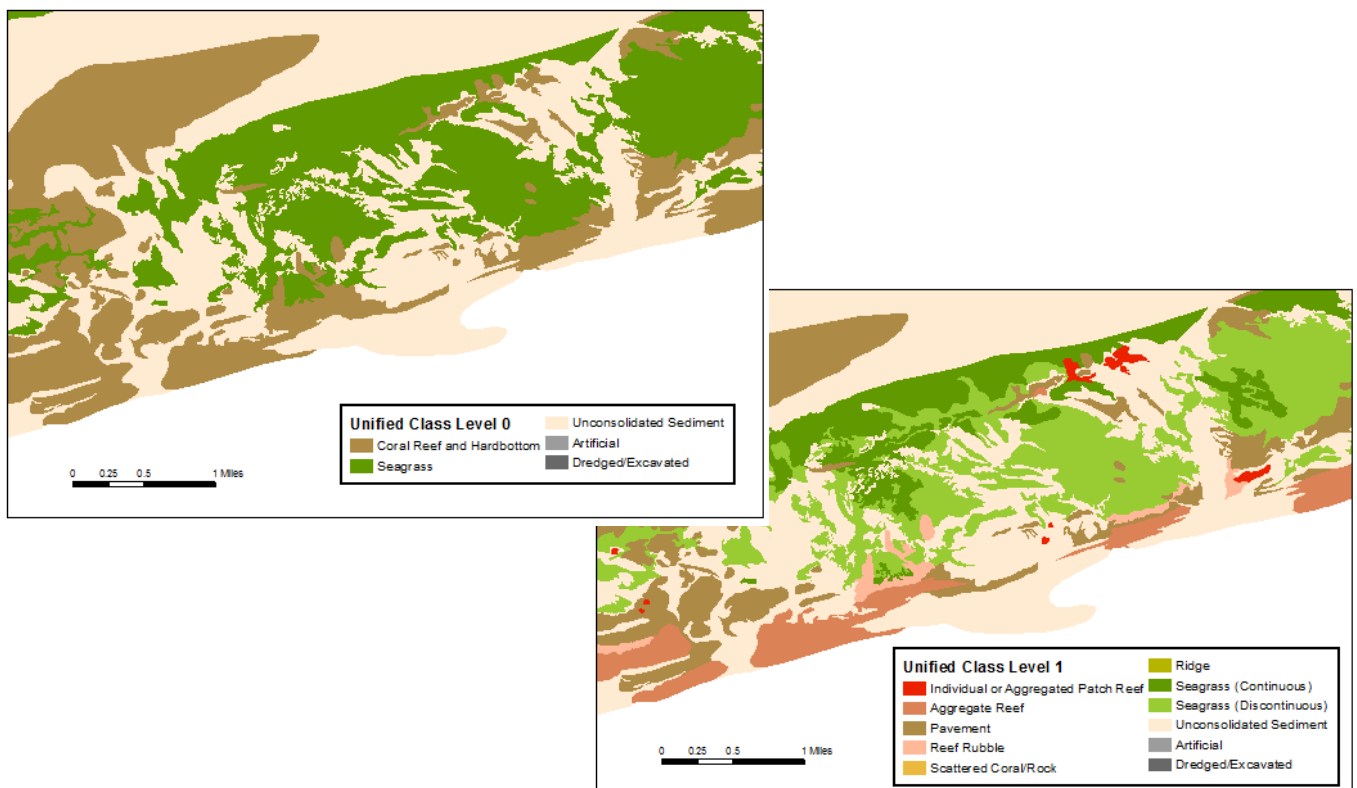 Unified Class Level 0
Coral Reef and Hardbottom
Seagrass
Unconsolidated Sediment
Artificial
Dredged/Excavated
0 0.25 0.5 1 Miles
Unified Class Level 1
Individual or Aggregated Patch Reef
Aggregate Reef
Pavement
Reef Rubble
Scattered Coral/Rock
Ridge
Seagrass (Continuous)
Seagrass (Discontinuous)
Unconsolidated Sediment
Artificial
Dredged/Excavated
0 0.25 0.5 1 Miles